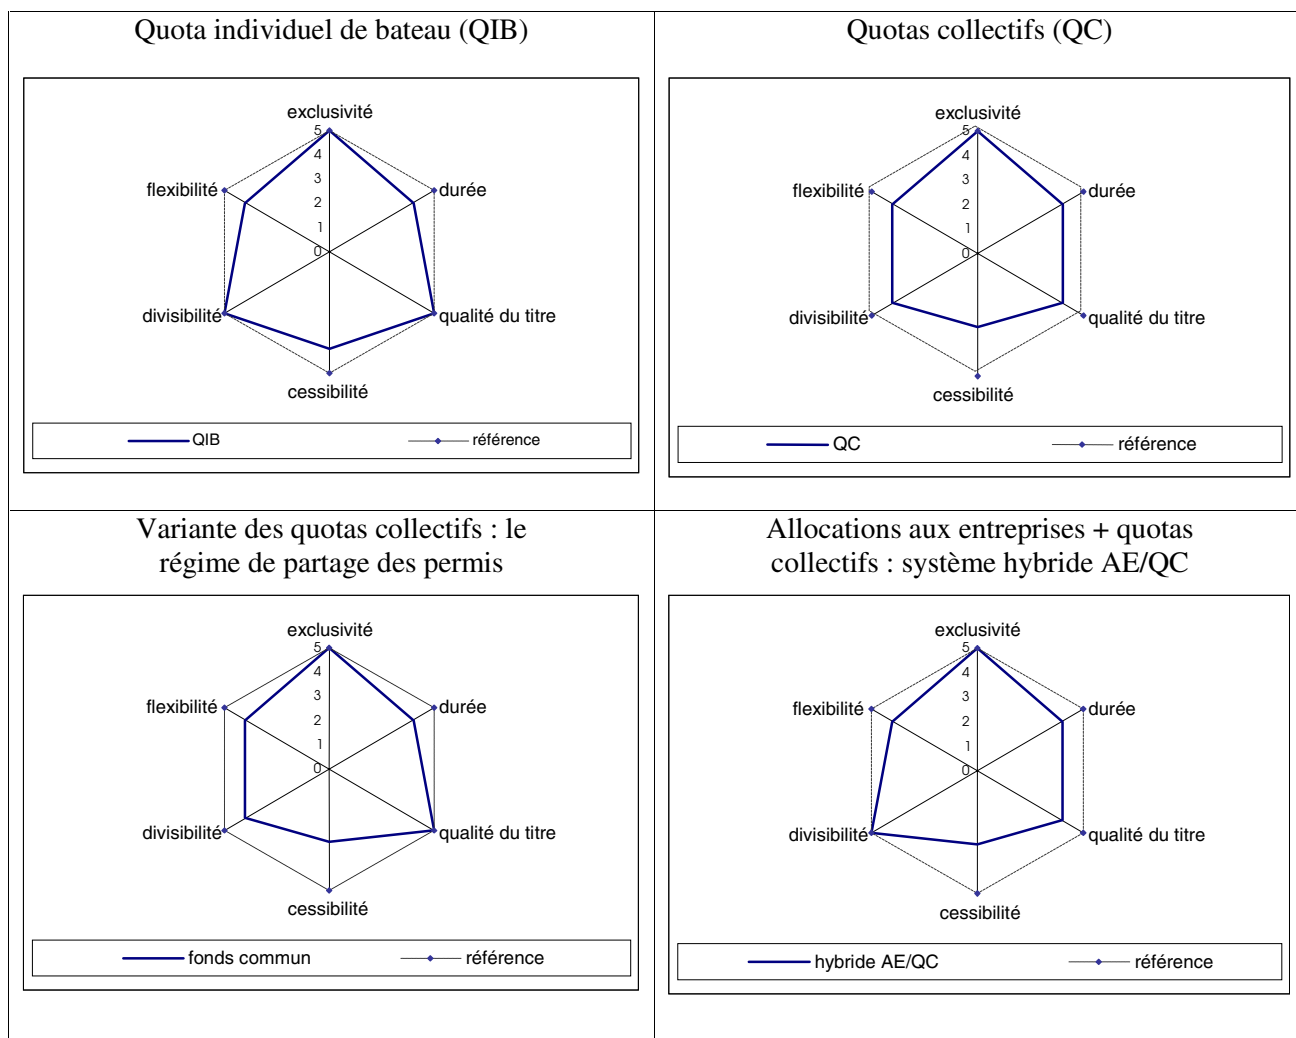 Quota individuel de bateau (QIB)
exclusivité
5
4
3
2
1
0
flexibilité
durée
divisibilité
qualité du titre
cessibilité
QIB
référence
Quotas collectifs (QC)
exclusivité
5
4
3
2
1
0
flexibilité
durée
divisibilité
qualité du titre
cessibilité
QC
référence
Variante des quotas collectifs : le
régime de partage des permis
exclusivité
5
4
3
2
1
0
flexibilité
durée
divisibilité
qualité du titre
cessibilité
fonds commun
référence
Allocations aux entreprises + quotas
collectifs : système hybride AE/QC
exclusivité
5
4
3
2
1
0
flexibilité
durée
divisibilité
qualité du titre
cessibilité
hybride AE/QC
référence